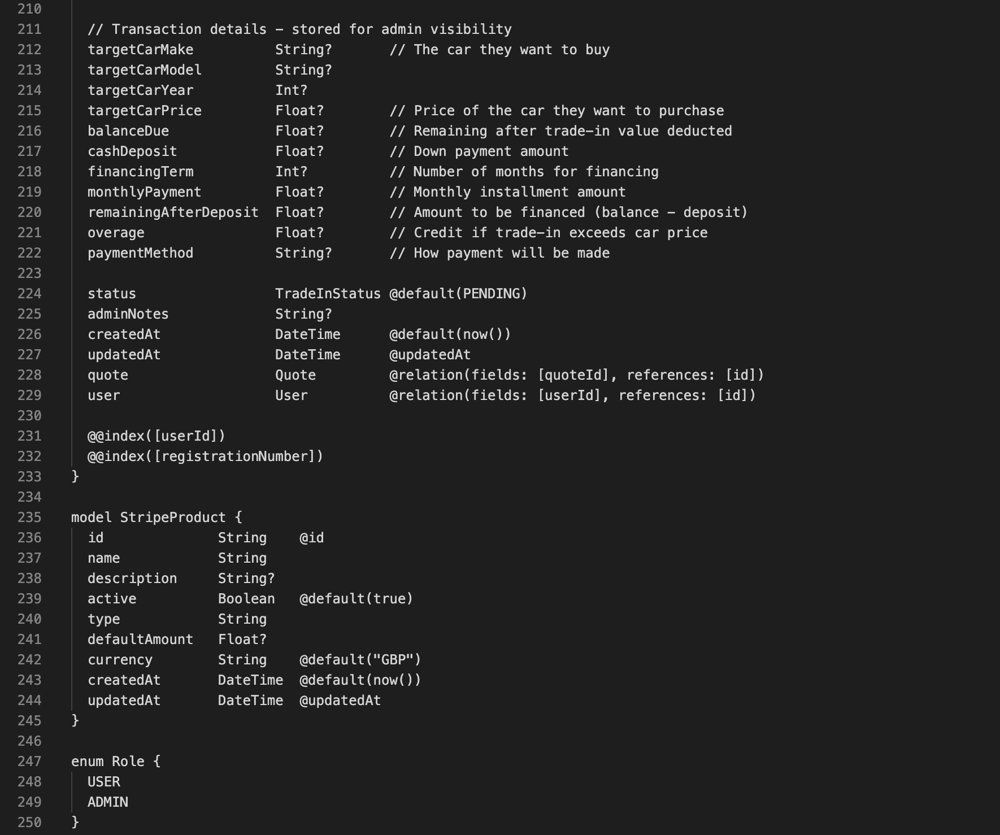 210
211 // Transaction details – stored for admin visibility
212 targetCarMake String? // The car they want to buy
213 targetCarModel String?
214 targetCarYear Int?
215 targetCarPrice Float? // Price of the car they want to purchase
216 balanceDue Float? // Remaining after trade-in value deducted
217 cashDeposit Float? // Down payment amount
218 financingTerm Int? // Number of months for financing
219 monthlyPayment Float? // Monthly installment amount
220 remainingAfterDeposit Float? // Amount to be financed (balance - deposit)
221 overage Float? // Credit if trade-in exceeds car price
222 paymentMethod String? // How payment will be made
223
224 status TradeInStatus @default(PENDING)
225 adminNotes String?
226 createdAt DateTime @default(now())
227 updatedAt DateTime @updatedAt
228 quote Quote @relation(fields: [quoteId], references: [id])
229 user User @relation(fields: [userId], references: [id])
230
231 @@index([userId])
232 @@index([registrationNumber])
233 }
234
235 model StripeProduct {
236 id String @id
237 name String
238 description String?
239 active Boolean @default(true)
240 type String
241 defaultAmount Float?
242 currency String @default("GBP")
243 createdAt DateTime @default(now())
244 updatedAt DateTime @updatedAt
245 }
246
247 enum Role {
248 USER
249 ADMIN
250 }